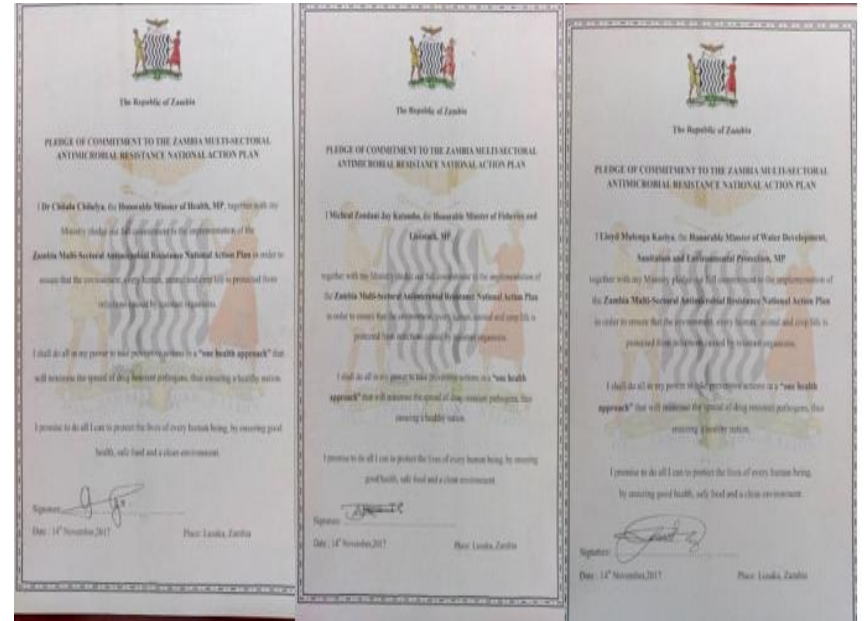 The Republic of Zambia
PLEDGE OF COMMITMENT TO THE ZAMBIA MULTI-SECTORAL
ANTIMICROBIAL RESISTANCE NATIONAL ACTION PLAN
I Dr Chitalu Chilufya, the Honorable Minister of Health, MP, together with my
Ministry pledge our full commitment to the implementation of the
Zambia Multi-Sectoral Antimicrobial Resistance National Action Plan in order to
ensure that the environment, every human, animal and crop life is protected from
infections caused by resistant organisms.
I shall do all in my power to take preventive actions in a "one health approach" that
will minimise the spread of drug resistant pathogens, thus ensuring a healthy nation.
I promise to do all I can to protect the lives of every human being, by ensuring good
health, safe food and a clean environment.
Signature:
Date : 14th November,2017 Place: Lusaka, Zambia
The Republic of Zambia
PLEDGE OF COMMITMENT TO THE ZAMBIA MULTI-SECTORAL
ANTIMICROBIAL RESISTANCE NATIONAL ACTION PLAN
I Micheal Zondani Jay Katambo, the Honorable Minister of Fisheries and
Livestock, MP
together with my Ministry pledge our full commitment to the implementation of
the Zambia Multi-Sectoral Antimicrobial Resistance National Action Plan
in order to ensure that the environment, every human, animal and crop life is
protected from infections caused by resistant organisms.
I shall do all in my power to take preventive actions in a "one health
approach" that will minimise the spread of drug resistant pathogens, thus
ensuring a healthy nation.
I promise to do all I can to protect the lives of every human being, by ensuring
good health, safe food and a clean environment.
Signature:
Date : 14th November,2017 Place: Lusaka, Zambia
The Republic of Zambia
PLEDGE OF COMMITMENT TO THE ZAMBIA MULTI-SECTORAL
ANTIMICROBIAL RESISTANCE NATIONAL ACTION PLAN
I Lloyd Mulenga Kaziya, the Honorable Minister of Water Development,
Sanitation and Environmental Protection, MP
together with my Ministry pledge our full commitment to the implementation of
the Zambia Multi-Sectoral Antimicrobial Resistance National Action Plan
in order to ensure that the environment, every human, animal and crop life is
protected from infections caused by resistant organisms.
I shall do all in my power to take preventive actions in a "one health
approach" that will minimise the spread of drug resistant pathogens, thus
ensuring a healthy nation.
I promise to do all I can to protect the lives of every human being,
by ensuring good health, safe food and a clean environment.
Signature:
Date : 14th November,2017 Place: Lusaka, Zambia